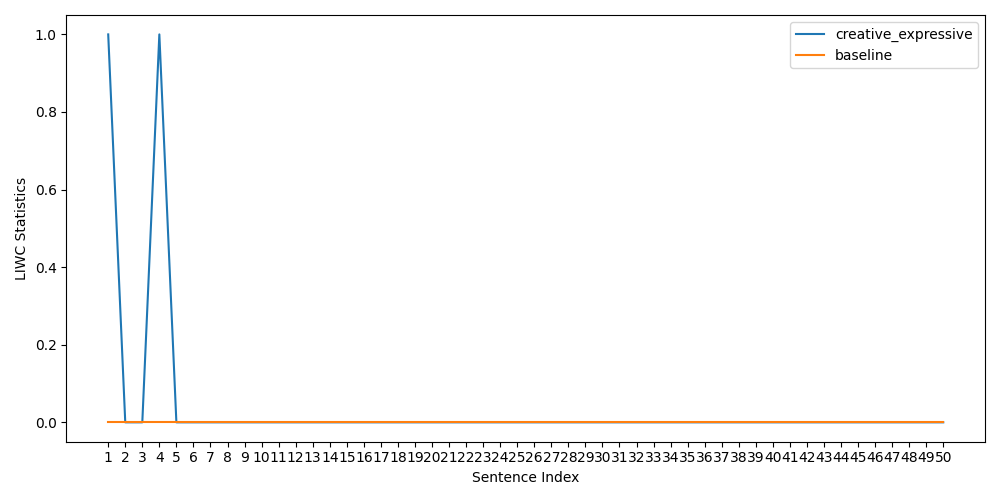 creative_expressive
baseline
LIWC Statistics
1.0
0.8
0.6
0.4
0.2
0.0
1 2 3 4 5 6 7 8 9 10 11 12 13 14 15 16 17 18 19 20 21 22 23 24 25 26 27 28 29 30 31 32 33 34 35 36 37 38 39 40 41 42 43 44 45 46 47 48 49 50
Sentence Index